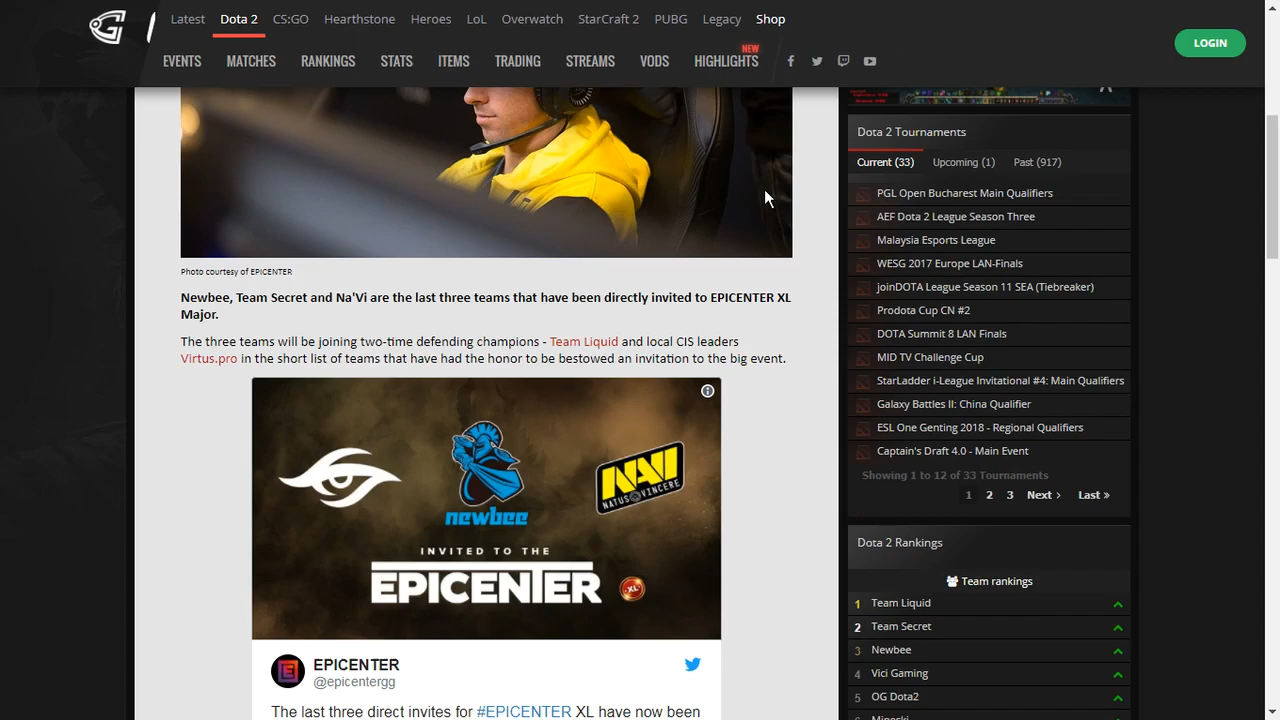 Latest Dota 2 CS:GO Hearthstone Heroes LoL Overwatch StarCraft 2 PUBG Legacy Shop
LOGIN
EVENTS MATCHES RANKINGS STATS ITEMS TRADING STREAMS VODS HIGHLIGHTS NEW
Photo courtesy of EPICENTER
Newbee, Team Secret and Na'Vi are the last three teams that have been directly invited to EPICENTER XL
Major.
The three teams will be joining two-time defending champions - Team Liquid and local CIS leaders
Virtus.pro in the short list of teams that have had the honor to be bestowed an invitation to the big event.
newbee
NAVI
NATUS VINCERE
INVITED TO THE
EPICENTER XL
EPICENTER
@epicentergg
The last three direct invites for #EPICENTER XL have now been
Dota 2 Tournaments
Current (33) Upcoming (1) Past (917)
PGL Open Bucharest Main Qualifiers
AEF Dota 2 League Season Three
Malaysia Esports League
WESG 2017 Europe LAN-Finals
joinDOTA League Season 11 SEA (Tiebreaker)
Prodota Cup CN #2
DOTA Summit 8 LAN Finals
MID TV Challenge Cup
StarLadder i-League Invitational #4: Main Qualifiers
Galaxy Battles II: China Qualifier
ESL One Genting 2018 - Regional Qualifiers
Captain's Draft 4.0 - Main Event
Showing 1 to 12 of 33 Tournaments
1 2 3 Next › Last »
Dota 2 Rankings
Team rankings
1 Team Liquid
2 Team Secret
3 Newbee
4 Vici Gaming
5 OG Dota2
Mineski